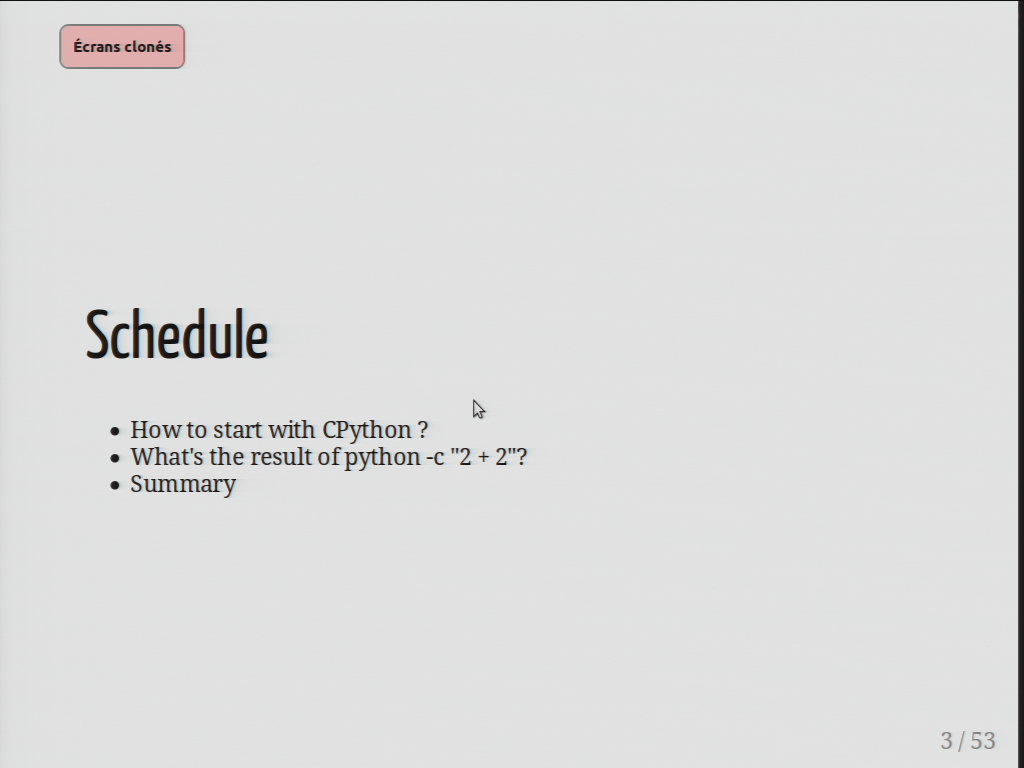 Écrans clonés
Schedule
How to start with CPython ?
What's the result of python -c "2 + 2"?
Summary
3 / 53